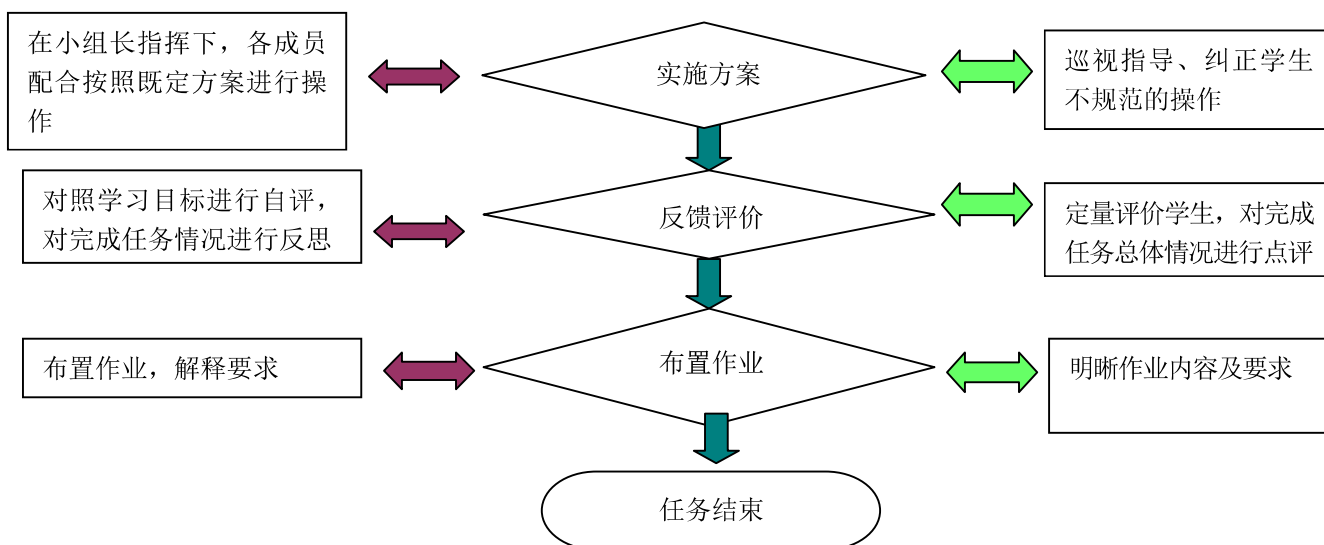 在小组长指挥下，各成员
配合按照既定方案进行操
作
实施方案
巡视指导、纠正学生
不规范的操作
对照学习目标进行自评，
对完成任务情况进行反思
反馈评价
定量评价学生，对完成
任务总体情况进行点评
布置作业，解释要求
布置作业
明晰作业内容及要求
任务结束